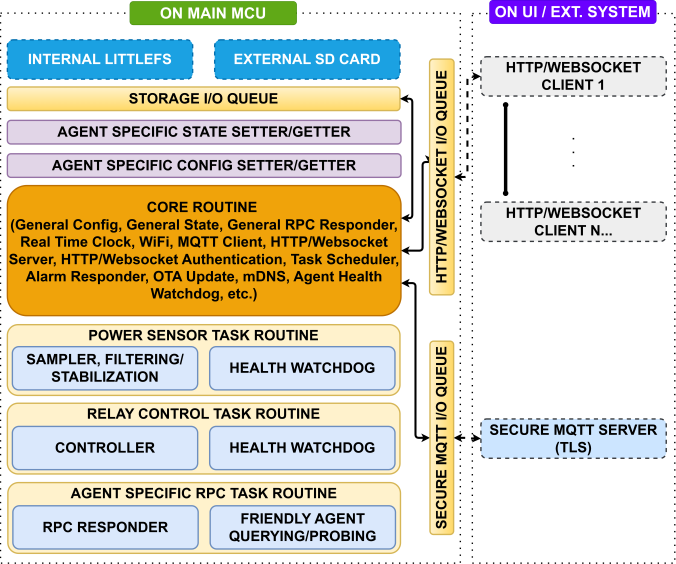 ON MAIN MCU
ON UI / EXT. SYSTEM
INTERNAL LITTLEFS
EXTERNAL SD CARD
STORAGE I/O QUEUE
AGENT SPECIFIC STATE SETTER/GETTER
AGENT SPECIFIC CONFIG SETTER/GETTER
CORE ROUTINE
(General Config, General State, General RPC Responder,
Real Time Clock, WiFi, MQTT Client, HTTP/Websocket
Server, HTTP/Websocket Authentication, Task Scheduler,
Alarm Responder, OTA Update, mDNS, Agent Health
Watchdog, etc.)
POWER SENSOR TASK ROUTINE
SAMPLER, FILTERING/
STABILIZATION
HEALTH WATCHDOG
RELAY CONTROL TASK ROUTINE
CONTROLLER
HEALTH WATCHDOG
AGENT SPECIFIC RPC TASK ROUTINE
RPC RESPONDER
FRIENDLY AGENT
QUERYING/PROBING
HTTP/WEBSOCKET I/O QUEUE
SECURE MQTT I/O QUEUE
HTTP/WEBSOCKET
CLIENT 1
HTTP/WEBSOCKET
CLIENT N...
SECURE MQTT SERVER
(TLS)